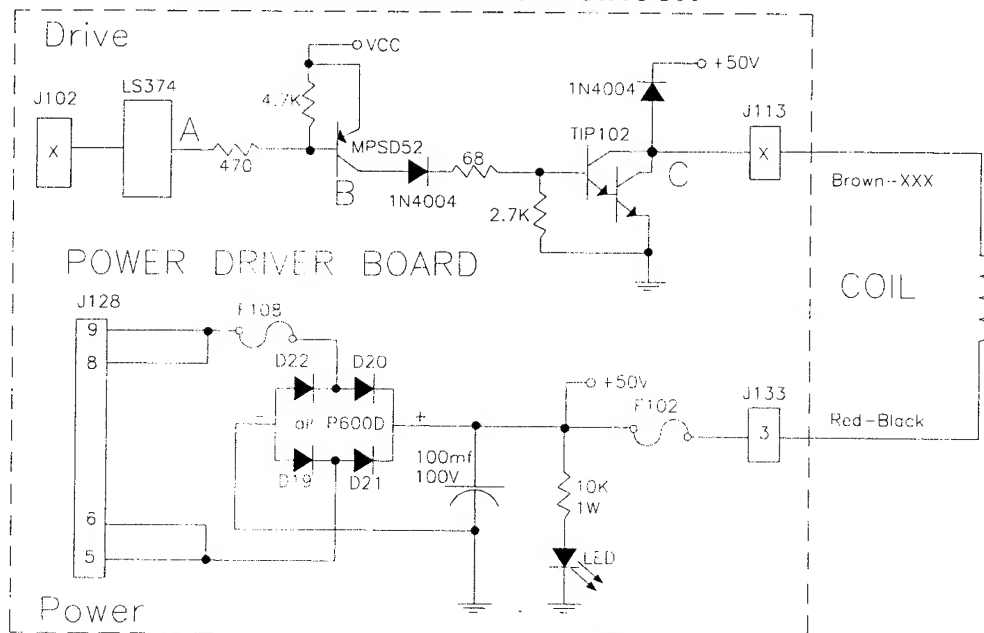 Drive
VCC
+50V
J102
LS374
4.7K
1N4004
J113
A
TIP102
X
470
MPSD52
68
C
X
B
1N4004
2.7K
Brown--XXX
POWER DRIVER BOARD
COIL
J128
F108
9
8
D22
D20
+50V
F102
J133
-
P600D
+
3
Red-Black
D19
D21
100mf
100V
10K
1W
6
5
LED
Power